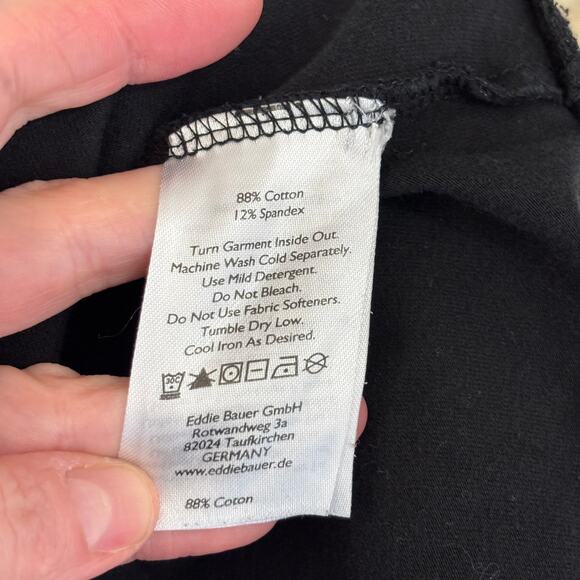 88% Cotton
12% Spandex
Turn Garment Inside Out.
Machine Wash Cold Separately.
Use Mild Detergent.
Do Not Bleach.
Do Not Use Fabric Softeners.
Tumble Dry Low.
Cool Iron As Desired.
30C
Eddie Bauer GmbH
Rotwandweg 3a
82024 Taufkirchen
GERMANY
www.eddiebauer.de
88% Coton